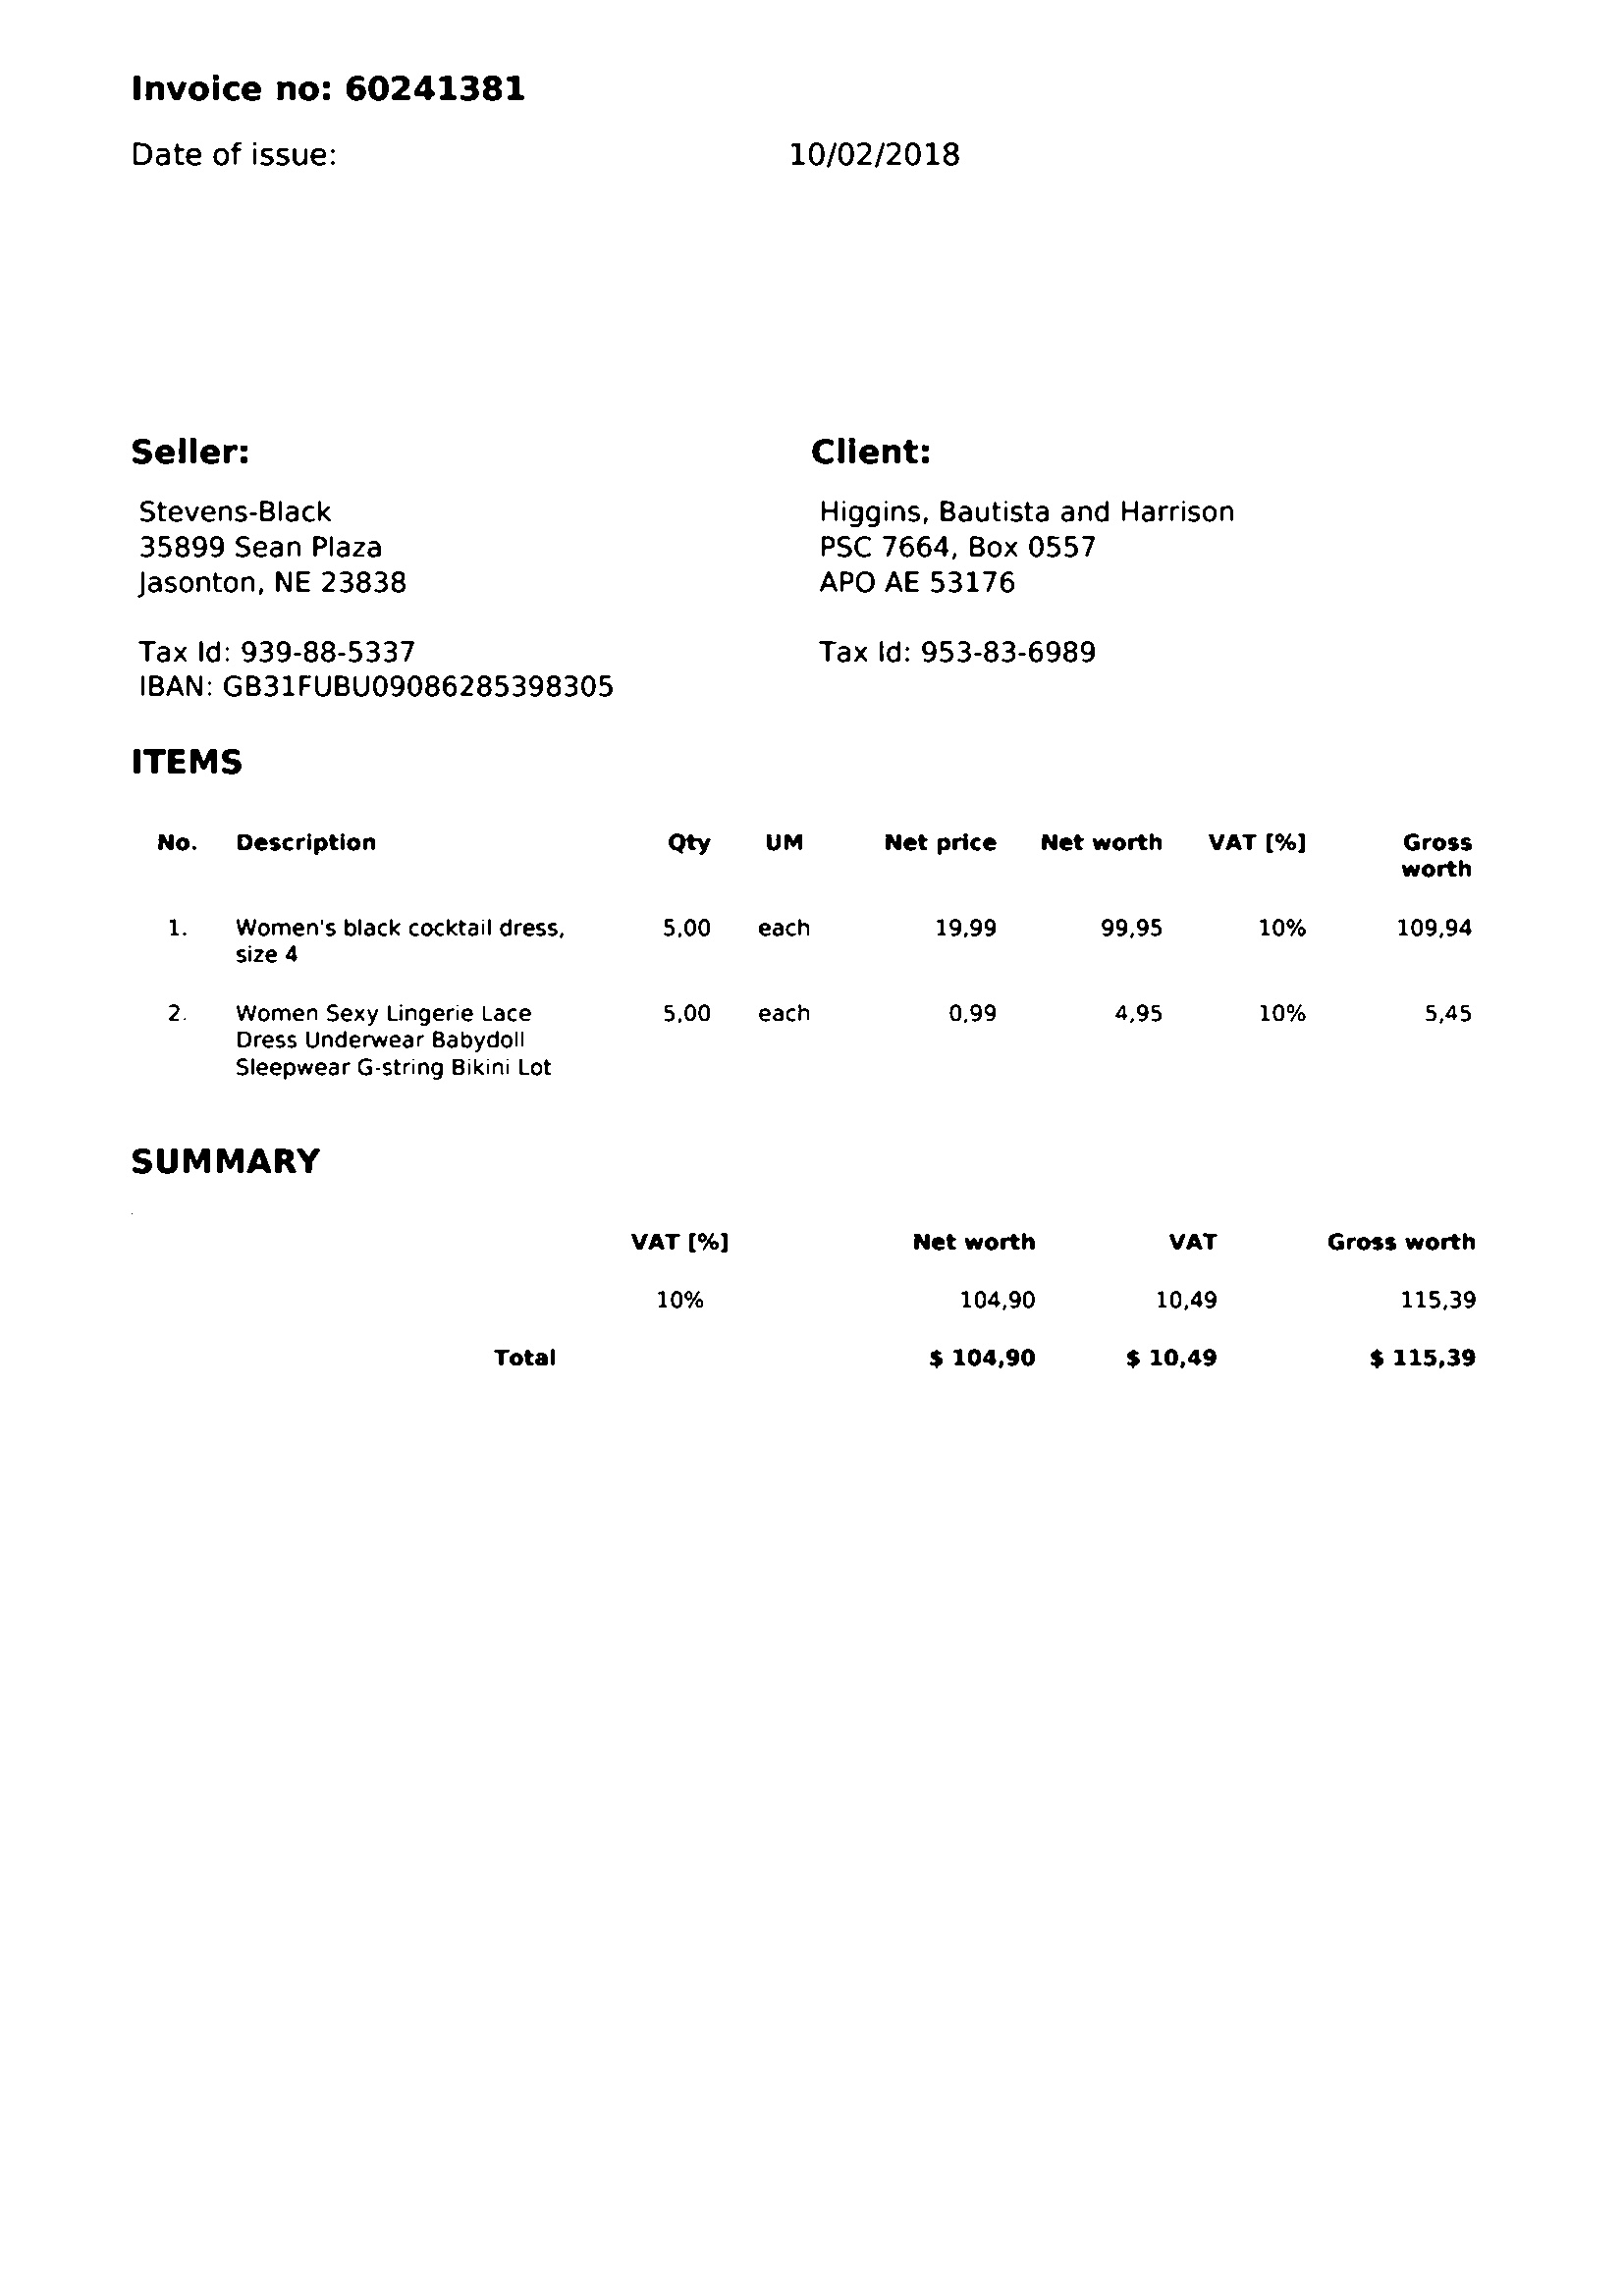 Invoice no: 60241381
Date of issue: 10/02/2018
Seller: Client:
Stevens-Black Higgins, Bautista and Harrison
35899 Sean Plaza PSC 7664, Box 0557
Jasonton, NE 23838 APO AE 53176
Tax Id: 939-88-5337 Tax Id: 953-83-6989
IBAN: GB31FUBU09086285398305
ITEMS
No. Description Qty UM Net price Net worth VAT [%] Gross
worth
1. Women's black cocktail dress, 5,00 each 19,99 99,95 10% 109,94
size 4
2. Women Sexy Lingerie Lace 5,00 each 0,99 4,95 10% 5,45
Dress Underwear Babydoll
Sleepwear G-string Bikini Lot
SUMMARY
VAT [%] Net worth VAT Gross worth
10% 104,90 10,49 115,39
Total $ 104,90 $ 10,49 $ 115,39